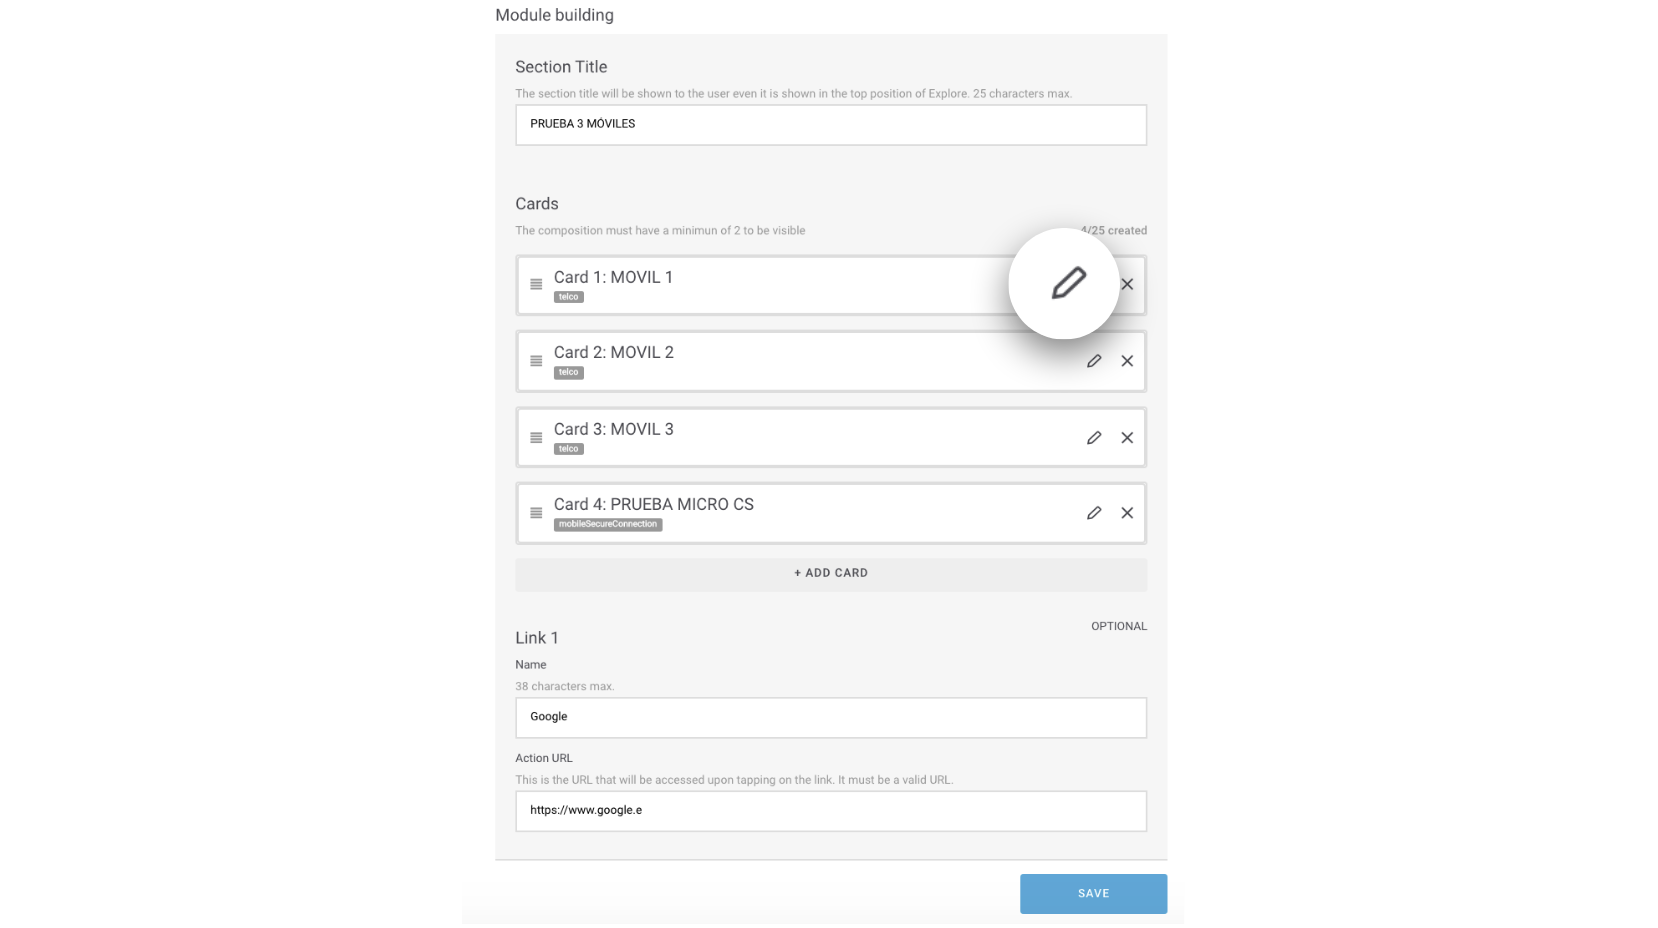 Module building
Section Title
The section title will be shown to the user even it is shown in the top position of Explore. 25 characters max.
PRUEBA 3 MÓVILES
Cards
The composition must have a minimun of 2 to be visible
4/25 created
Card 1: MOVIL 1
telco
Card 2: MOVIL 2
telco
Card 3: MOVIL 3
telco
Card 4: PRUEBA MICRO CS
mobileSecureConnection
+ ADD CARD
OPTIONAL
Link 1
Name
38 characters max.
Google
Action URL
This is the URL that will be accessed upon tapping on the link. It must be a valid URL.
https://www.google.e
SAVE